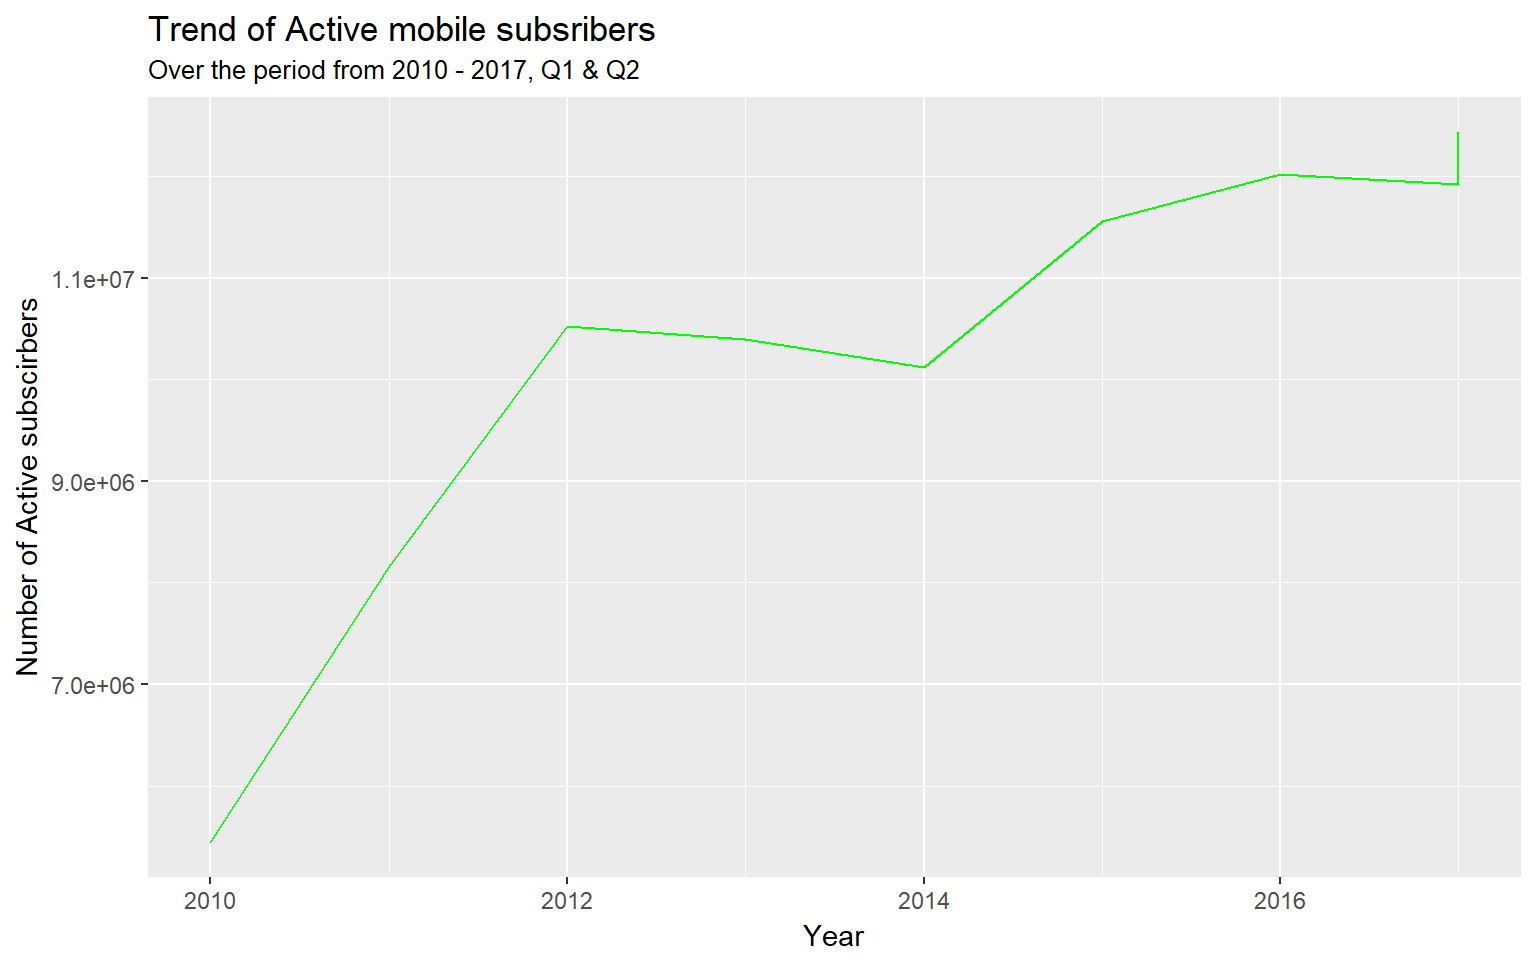 Trend of Active mobile subsribers
Over the period from 2010 - 2017, Q1 & Q2
Number of Active subscirbers
1.1e+07
9.0e+06
7.0e+06
2010 2012 2014 2016
Year